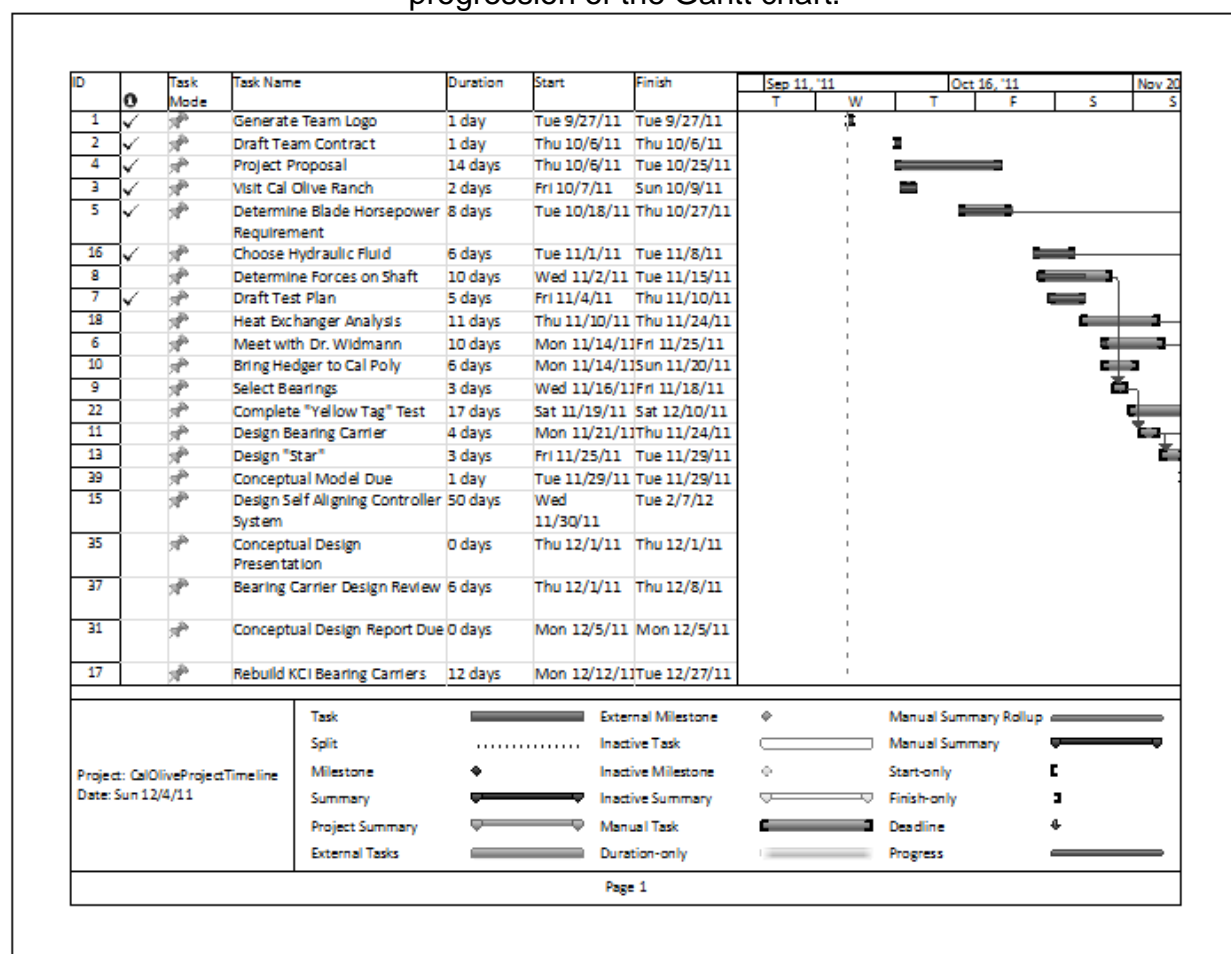 progression of the Gantt chart.
ID Task Task Name Duration Start Finish Sep 11, '11 Oct 16, '11 Nov 20
Mode T W T F S S
1 Generate Team Logo 1 day Tue 9/27/11 Tue 9/27/11
2 Draft Team Contract 1 day Thu 10/6/11 Thu 10/6/11
4 Project Proposal 14 days Thu 10/6/11 Tue 10/25/11
3 Visit Cal Olive Ranch 2 days Fri 10/7/11 Sun 10/9/11
5 Determine Blade Horsepower 8 days Tue 10/18/11 Thu 10/27/11
Requirement
16 Choose Hydraulic Fluid 6 days Tue 11/1/11 Tue 11/8/11
8 Determine Forces on Shaft 10 days Wed 11/2/11 Tue 11/15/11
7 Draft Test Plan 5 days Fri 11/4/11 Thu 11/10/11
18 Heat Exchanger Analysis 11 days Thu 11/10/11 Thu 11/24/11
6 Meet with Dr. Widmann 10 days Mon 11/14/11 Fri 11/25/11
10 Bring Hedger to Cal Poly 6 days Mon 11/14/11 Sun 11/20/11
9 Select Bearings 3 days Wed 11/16/11 Fri 11/18/11
22 Complete "Yellow Tag" Test 17 days Sat 11/19/11 Sat 12/10/11
11 Design Bearing Carrier 4 days Mon 11/21/11 Thu 11/24/11
13 Design "Star" 3 days Fri 11/25/11 Tue 11/29/11
39 Conceptual Model Due 1 day Tue 11/29/11 Tue 11/29/11
15 Design Self Aligning Controller 50 days Wed Tue 2/7/12
System 11/30/11
35 Conceptual Design 0 days Thu 12/1/11 Thu 12/1/11
Presentation
37 Bearing Carrier Design Review 6 days Thu 12/1/11 Thu 12/8/11
31 Conceptual Design Report Due 0 days Mon 12/5/11 Mon 12/5/11
17 Rebuild KCI Bearing Carriers 12 days Mon 12/12/11 Tue 12/27/11
Project: CalOliveProjectTimeline
Date: Sun 12/4/11
Task External Milestone Manual Summary Rollup
Split Inactive Task Manual Summary
Milestone Inactive Milestone Start-only
Summary Inactive Summary Finish-only
Project Summary Manual Task Deadline
External Tasks Duration-only Progress
Page 1